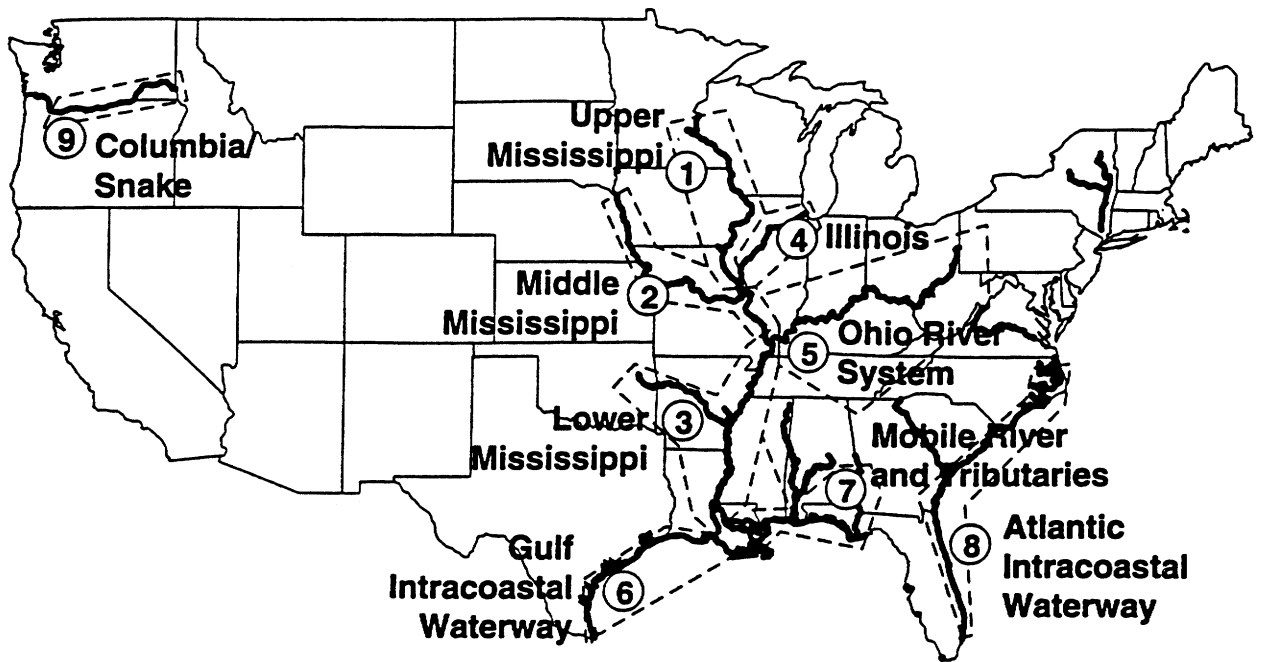 Upper
Mississippi
1
9
Columbia/
Snake
4
Illinois
Middle
Mississippi
2
Ohio River
System
5
Lower
Mississippi
3
Mobile River
and Tributaries
7
Gulf
Intracoastal
Waterway
6
8
Atlantic
Intracoastal
Waterway